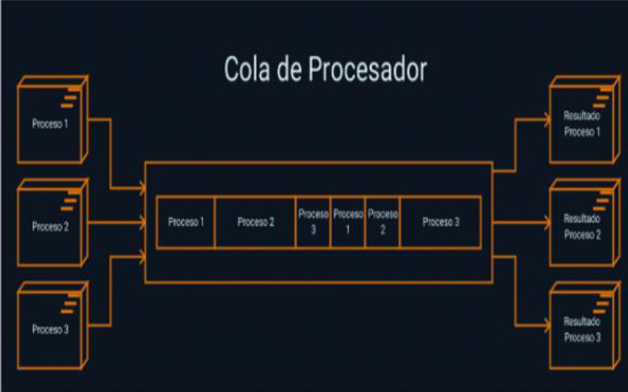 Cola de Procesador
Proceso 1
Proceso 2
Proceso 3
Proceso 1
Proceso 2
Proceso
3
Proceso
1
Proceso
2
Proceso 3
Resultado
Proceso 1
Resultado
Proceso 2
Resultado
Proceso 3